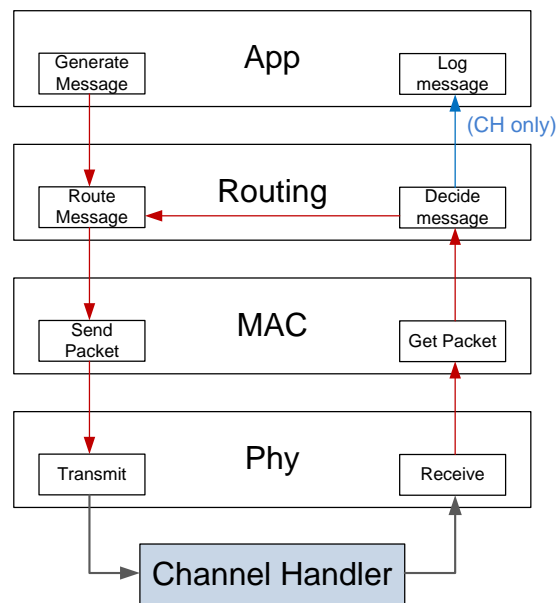 App
Generate
Message
Log
message
(CH only)
Routing
Route
Message
Decide
message
MAC
Send
Packet
Get Packet
Phy
Transmit
Receive
Channel Handler